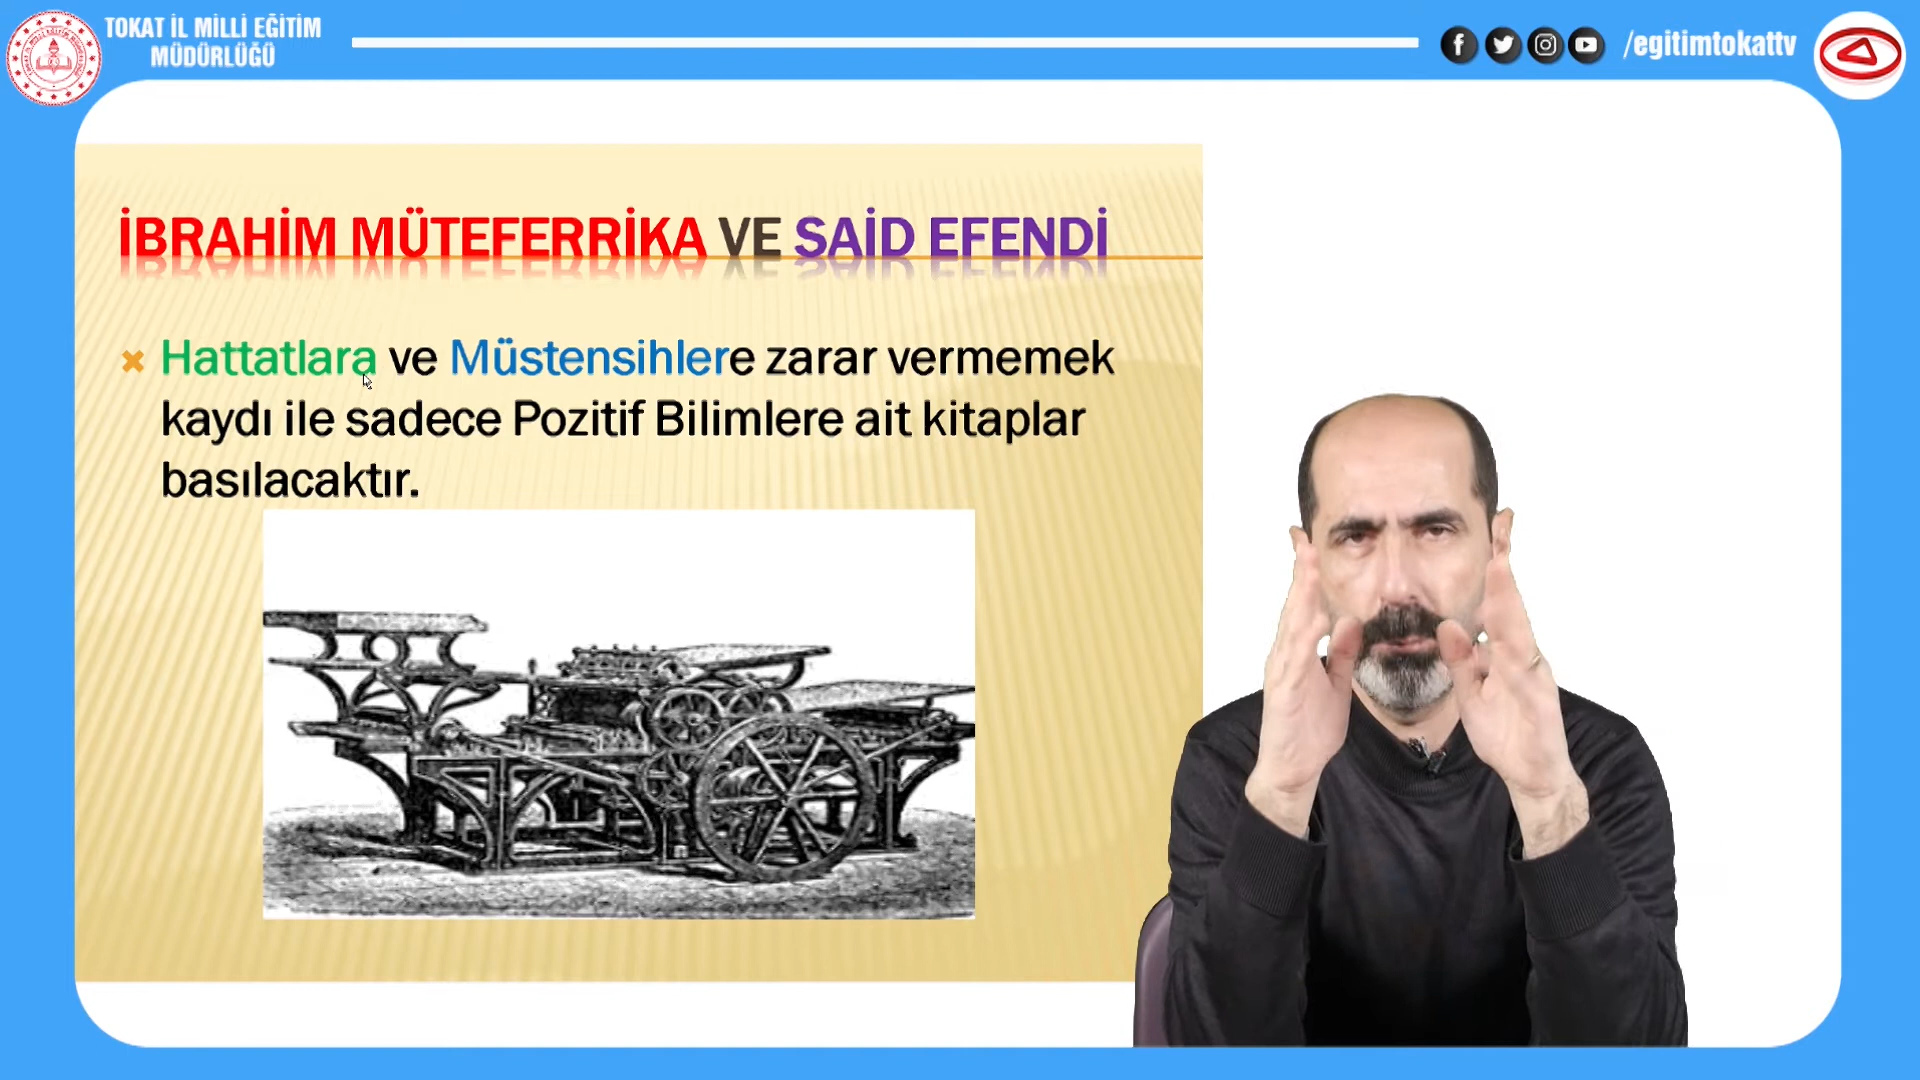 TOKAT İL MİLLİ EĞİTİM
MÜDÜRLÜĞÜ
/egitimtokattv
İBRAHİM MÜTEFERRİKA VE SAİD EFENDİ
Hattatlara ve Müstensihlere zarar vermemek
kaydı ile sadece Pozitif Bilimlere ait kitaplar
basılacaktır.